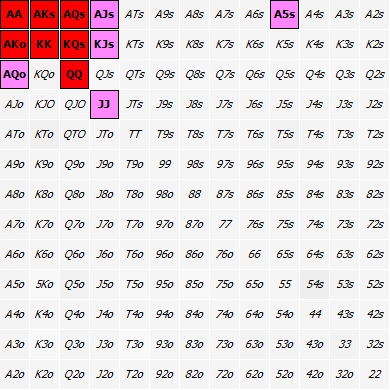 AA AKs AQs AJs ATs A9s A8s A7s A6s A5s A4s A3s A2s
AKo KK KQs KJs KTs K9s K8s K7s K6s K5s K4s K3s K2s
AQo KQo QQ QJs QTs Q9s Q8s Q7s Q6s Q5s Q4s Q3s Q2s
AJo KJO QJO JJ JTs J9s J8s J7s J6s J5s J4s J3s J2s
ATo KTo QTO JTo TT T9s T8s T7s T6s T5s T4s T3s T2s
A9o K9o Q9o J9o T9o 99 98s 97s 96s 95s 94s 93s 92s
A8o K8o Q8o J8o T8o 98o 88 87s 86s 85s 84s 83s 82s
A7o K7o Q7o J7o T7o 97o 87o 77 76s 75s 74s 73s 72s
A6o K6o Q6o J6o T6o 96o 86o 76o 66 65s 64s 63s 62s
A5o 5Ko Q5o J5o T5o 95o 85o 75o 65o 55 54s 53s 52s
A4o K4o Q4o J4o T4o 94o 84o 74o 64o 54o 44 43s 42s
A3o K3o Q3o J3o T3o 93o 83o 73o 63o 53o 43o 33 32s
A2o K2o Q2o J2o T2o 92o 82o 72o 62o 52o 42o 32o 22